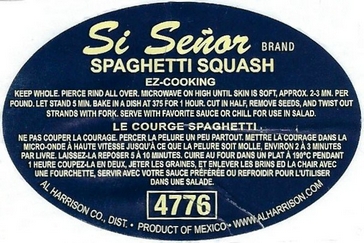 Si Señor BRAND
SPAGHETTI SQUASH
EZ-COOKING
KEEP WHOLE. PIERCE RIND ALL OVER. MICROWAVE ON HIGH UNTIL SKIN IS SOFT, APPROX. 2-3 MN. PER
POUND. LET STAND 5 MIN. BAKE IN A DISH AT 375 FOR 1 HOUR. CUT IN HALF, REMOVE SEEDS, AND TWIST OUT
STRANDS WITH FORK. SERVE WITH FAVORITE SAUCE OR CHILL FOR USE IN SALAD.
LE COURGE SPAGHETTI
NE PAS COUPER LA COURAGE. PERCER LA PELURE UN PEU PARTOUT. METTRE LA COURAGE DANS LA
MICRO-ONDE À HAUTE VITESSE JUSQU'À CE QUE LA PELURE SOIT MOLLE, ENVIRON 2 À 3 MINUTES
PAR LIVRE. LAISSEZ-LA REPOSER 5 À 10 MINUTES. CUIRE AU FOUR DANS UN PLAT À 190°C PENDANT
1 HEURE COUPEZ-LA EN DEUX, JETER LES GRAINES, ET ENLEVER LES BRINS ED LA CHAIR AVEC
UNE FOURCHETTE, SERVIR AVEC VOTRE SAUCE PRÉFÉRÉE OU REFROIDIR POUR L'UTILISER
DANS UNE SALADE.
4776
AL HARRISON CO., DIST. • PRODUCT OF MEXICO • WWW.ALHARRISON.COM